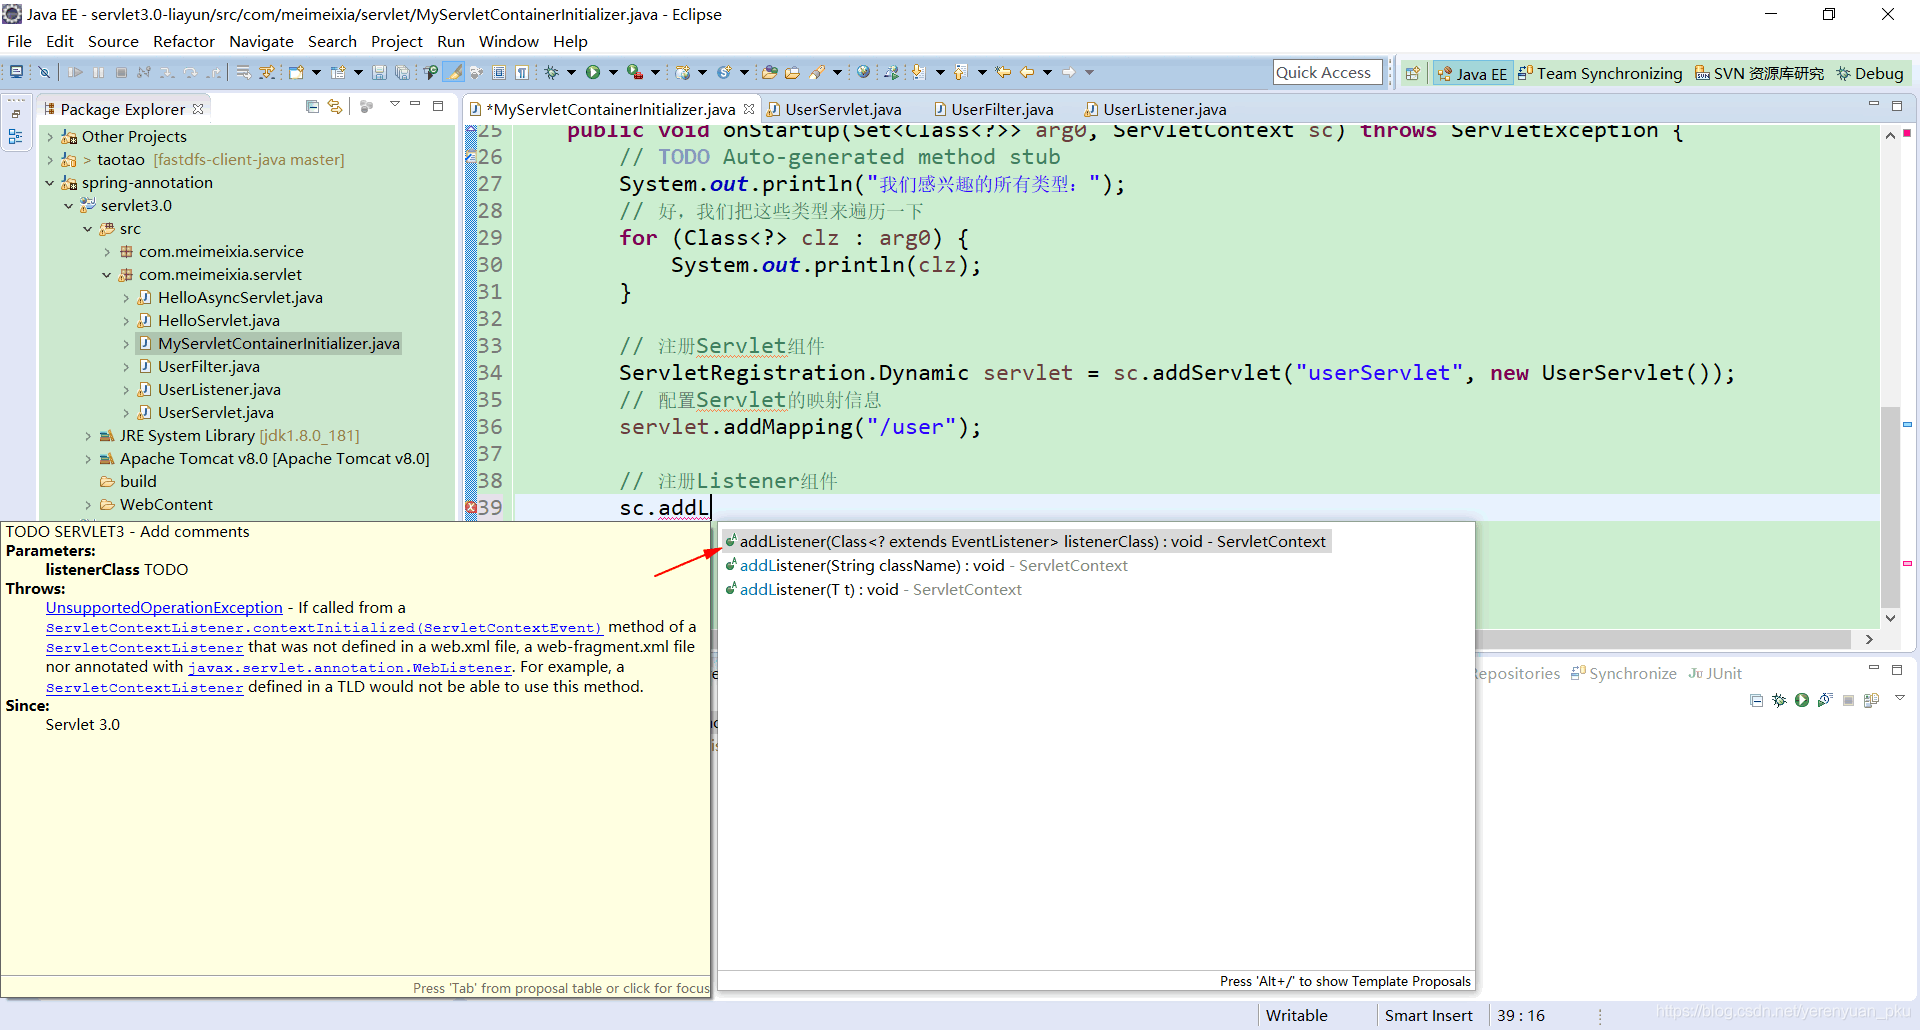 Java EE - servlet3.0-liayun/src/com/meimeixia/servlet/MyServletContainerInitializer.java - Eclipse
File Edit Source Refactor Navigate Search Project Run Window Help
Quick Access
Java EE
Team Synchronizing
SVN 资源库研究
Debug
Package Explorer
*MyServletContainerInitializer.java
UserServlet.java
UserFilter.java
UserListener.java
Other Projects
> taotao [fastdfs-client-java master]
spring-annotation
servlet3.0
src
com.meimeixia.service
com.meimeixia.servlet
HelloAsyncServlet.java
HelloServlet.java
MyServletContainerInitializer.java
UserFilter.java
UserListener.java
UserServlet.java
JRE System Library [jdk1.8.0_181]
Apache Tomcat v8.0 [Apache Tomcat v8.0]
build
WebContent
25 public void onStartup(Set<Class<?>> arg0, ServletContext sc) throws ServletException {
26 // TODO Auto-generated method stub
27 System.out.println("我们感兴趣的所有类型：");
28 // 好，我们把这些类型来遍历一下
29 for (Class<?> clz : arg0) {
30 System.out.println(clz);
31 }
32
33 // 注册Servlet组件
34 ServletRegistration.Dynamic servlet = sc.addServlet("userServlet", new UserServlet());
35 // 配置Servlet的映射信息
36 servlet.addMapping("/user");
37
38 // 注册Listener组件
39 sc.addL
TODO SERVLET3 - Add comments
Parameters:
listenerClass TODO
Throws:
UnsupportedOperationException - If called from a
ServletContextListener.contextInitialized(ServletContextEvent) method of a
ServletContextListener that was not defined in a web.xml file, a web-fragment.xml file
nor annotated with javax.servlet.annotation.WebListener. For example, a
ServletContextListener defined in a TLD would not be able to use this method.
Since:
Servlet 3.0
Press 'Tab' from proposal table or click for focus
addListener(Class<? extends EventListener> listenerClass) : void - ServletContext
addListener(String className) : void - ServletContext
addListener(T t) : void - ServletContext
Press 'Alt+/' to show Template Proposals
Repositories
Synchronize
JUnit
Writable
Smart Insert
39 : 16
https://blog.csdn.net/yerenyuan_pku